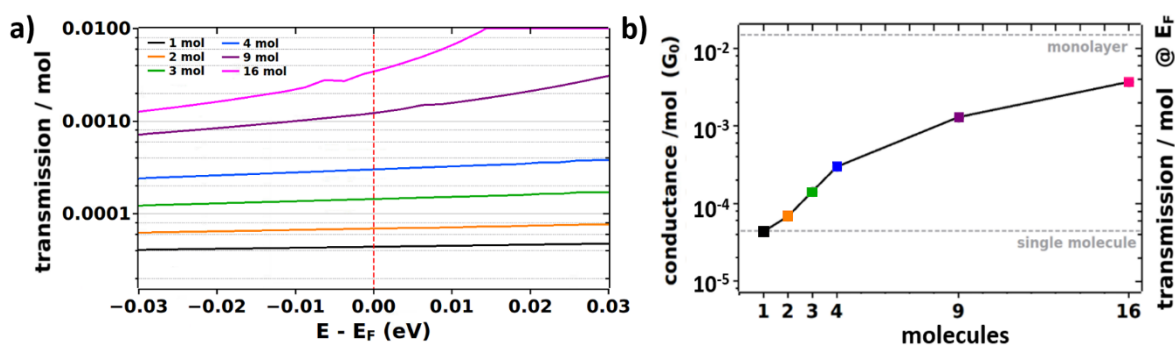 a)
transmission / mol
0.0100
0.0010
0.0001
1 mol
2 mol
3 mol
4 mol
9 mol
16 mol
−0.03
−0.02
−0.01
0.00
0.01
0.02
0.03
E - E_F (eV)
b)
conductance /mol (G₀)
10⁻²
10⁻³
10⁻⁴
10⁻⁵
monolayer
single molecule
1
2
3
4
9
16
molecules
transmission / mol @ E_F